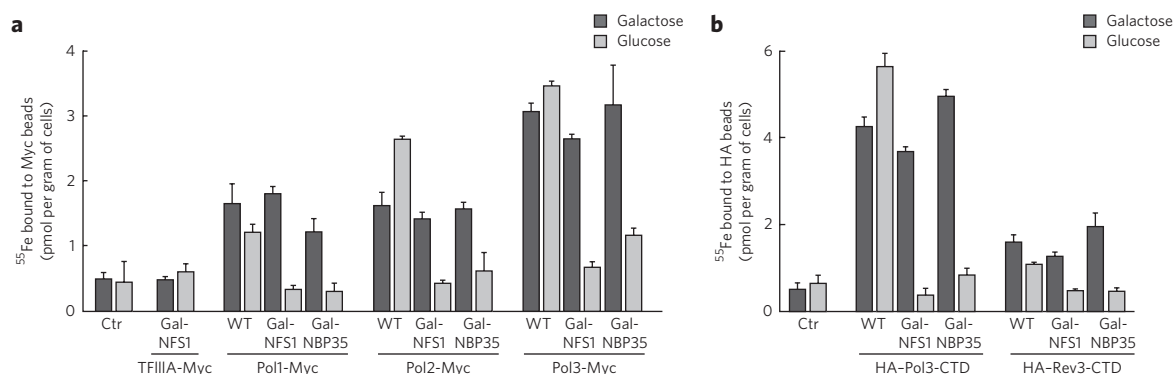 a
Galactose
Glucose
⁵⁵Fe bound to Myc beads
(pmol per gram of cells)
4
3
2
1
0
Ctr
Gal-
NFS1
WT
Gal-
NFS1
Gal-
NBP35
WT
Gal-
NFS1
Gal-
NBP35
WT
Gal-
NFS1
Gal-
NBP35
TFIIIA-Myc
Pol1-Myc
Pol2-Myc
Pol3-Myc
b
Galactose
Glucose
⁵⁵Fe bound to HA beads
(pmol per gram of cells)
6
4
2
0
Ctr
WT
Gal-
NFS1
Gal-
NBP35
WT
Gal-
NFS1
Gal-
NBP35
HA-Pol3-CTD
HA-Rev3-CTD